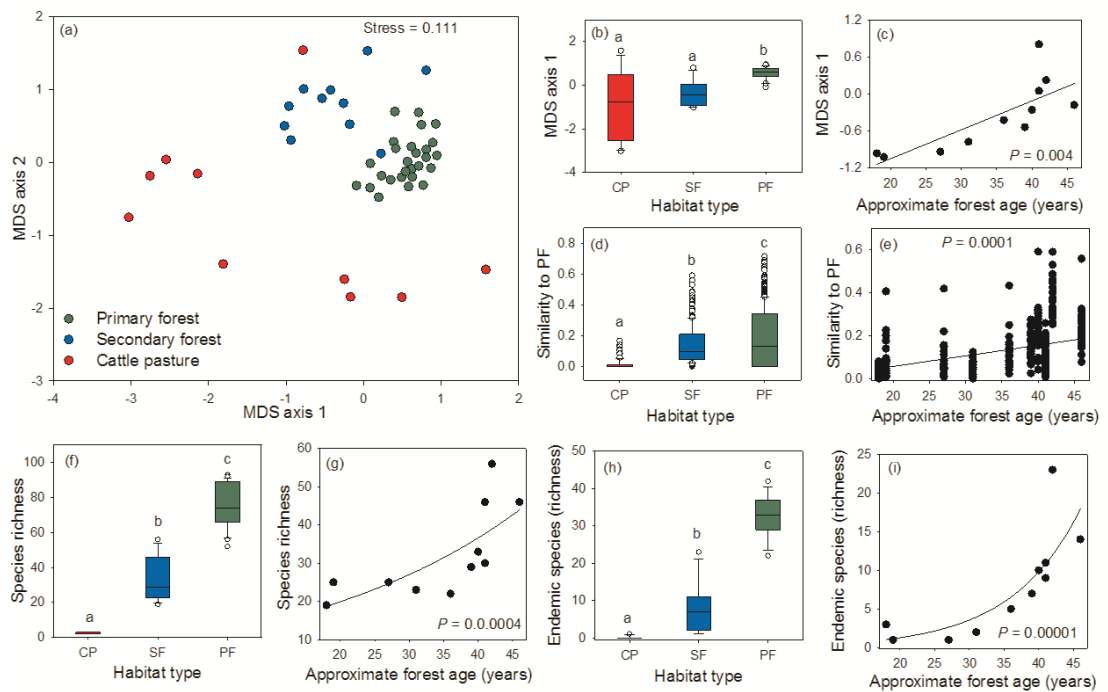 (a)
Stress = 0.111
2
1
0
-1
-2
-3
MDS axis 2
Primary forest
Secondary forest
Cattle pasture
-4 -3 -2 -1 0 1 2
MDS axis 1
(b)
a a b
2
0
-2
-4
MDS axis 1
CP SF PF
Habitat type
(c)
1.2
0.6
0.0
-0.6
-1.2
MDS axis 1
P = 0.004
20 25 30 35 40 45
Approximate forest age (years)
(d)
a b c
0.8
0.6
0.4
0.2
0.0
Similarity to PF
CP SF PF
Habitat type
(e)
P = 0.0001
0.6
0.4
0.2
0.0
Similarity to PF
20 25 30 35 40 45
Approximate forest age (years)
(f)
a b c
100
80
60
40
20
0
Species richness
CP SF PF
Habitat type
(g)
60
50
40
30
20
10
Species richness
P = 0.0.0004
20 25 30 35 40 45
Approximate forest age (years)
(h)
a b c
50
40
30
20
10
0
Endemic species (richness)
CP SF PF
Habitat type
(i)
25
20
15
10
5
0
Endemic species (richness)
P = 0.00001
20 25 30 35 40 45
Approximate forest age (years)